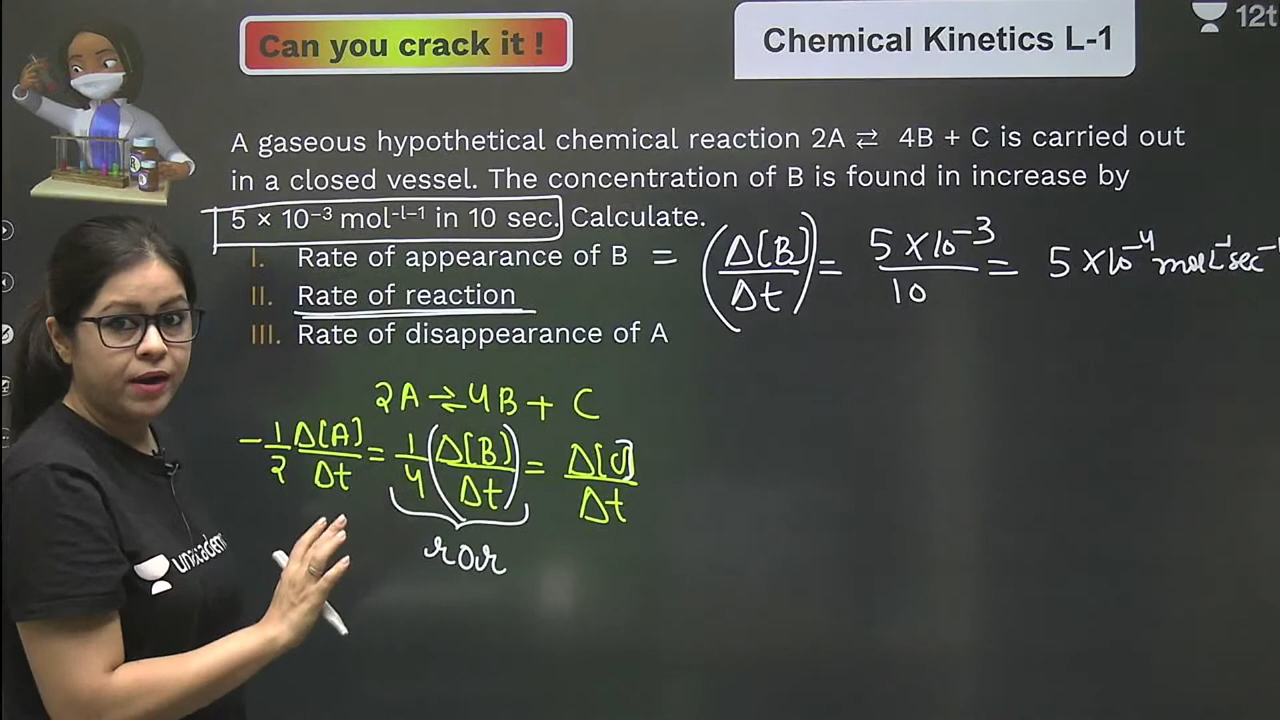 12t
Can you crack it !
Chemical Kinetics L-1
A gaseous hypothetical chemical reaction 2A ⇄ 4B + C is carried out
in a closed vessel. The concentration of B is found in increase by
5 × 10⁻³ mol⁻ˡ⁻¹ in 10 sec. Calculate.
I. Rate of appearance of B = (Δ[B]/Δt) = 5×10⁻³/10 = 5×10⁻⁴ mol L⁻¹ sec⁻
II. Rate of reaction
III. Rate of disappearance of A
2A ⇄ 4B + C
-1/2 Δ[A]/Δt = 1/4 (Δ[B]/Δt) = Δ[C]/Δt
ror
unacademy